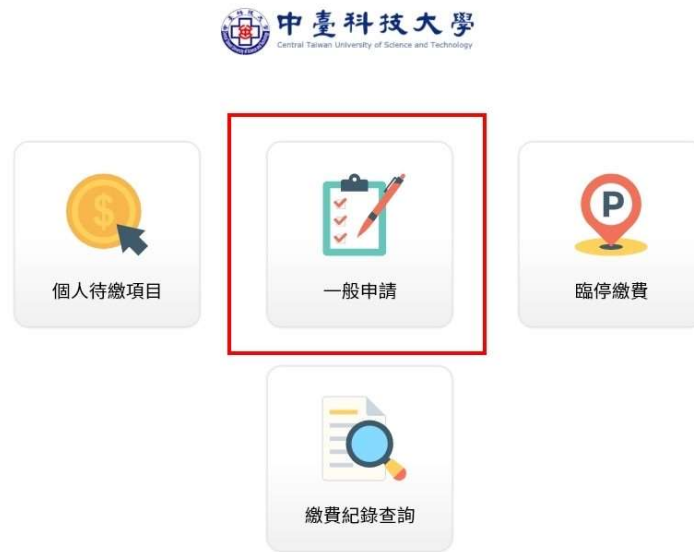 中臺科技大學
Central Taiwan University of Science and Technology
$
P
個人待繳項目
一般申請
臨停繳費
繳費紀錄查詢